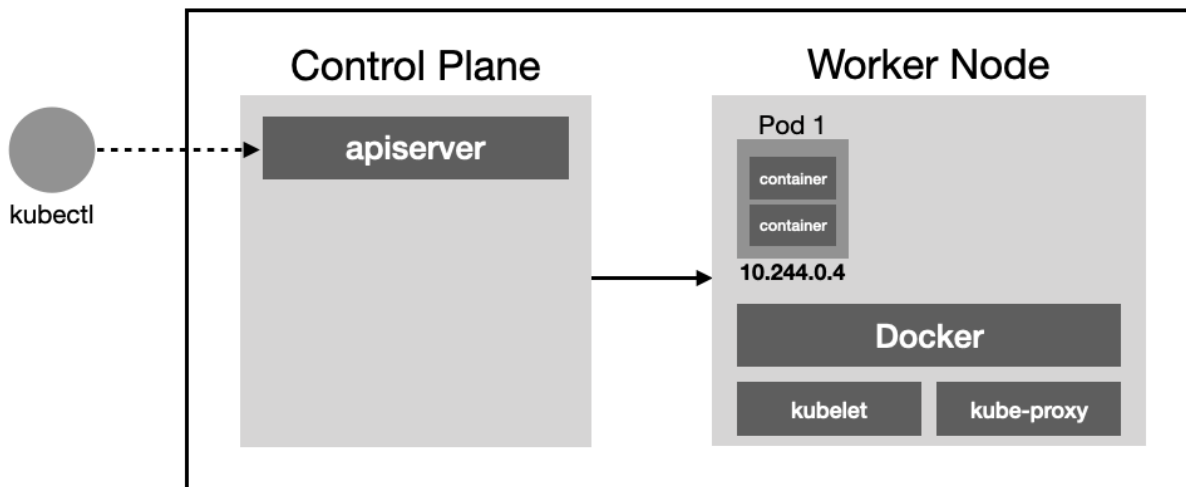 Control Plane
Worker Node
kubectl
apiserver
Pod 1
container
container
10.244.0.4
Docker
kubelet
kube-proxy